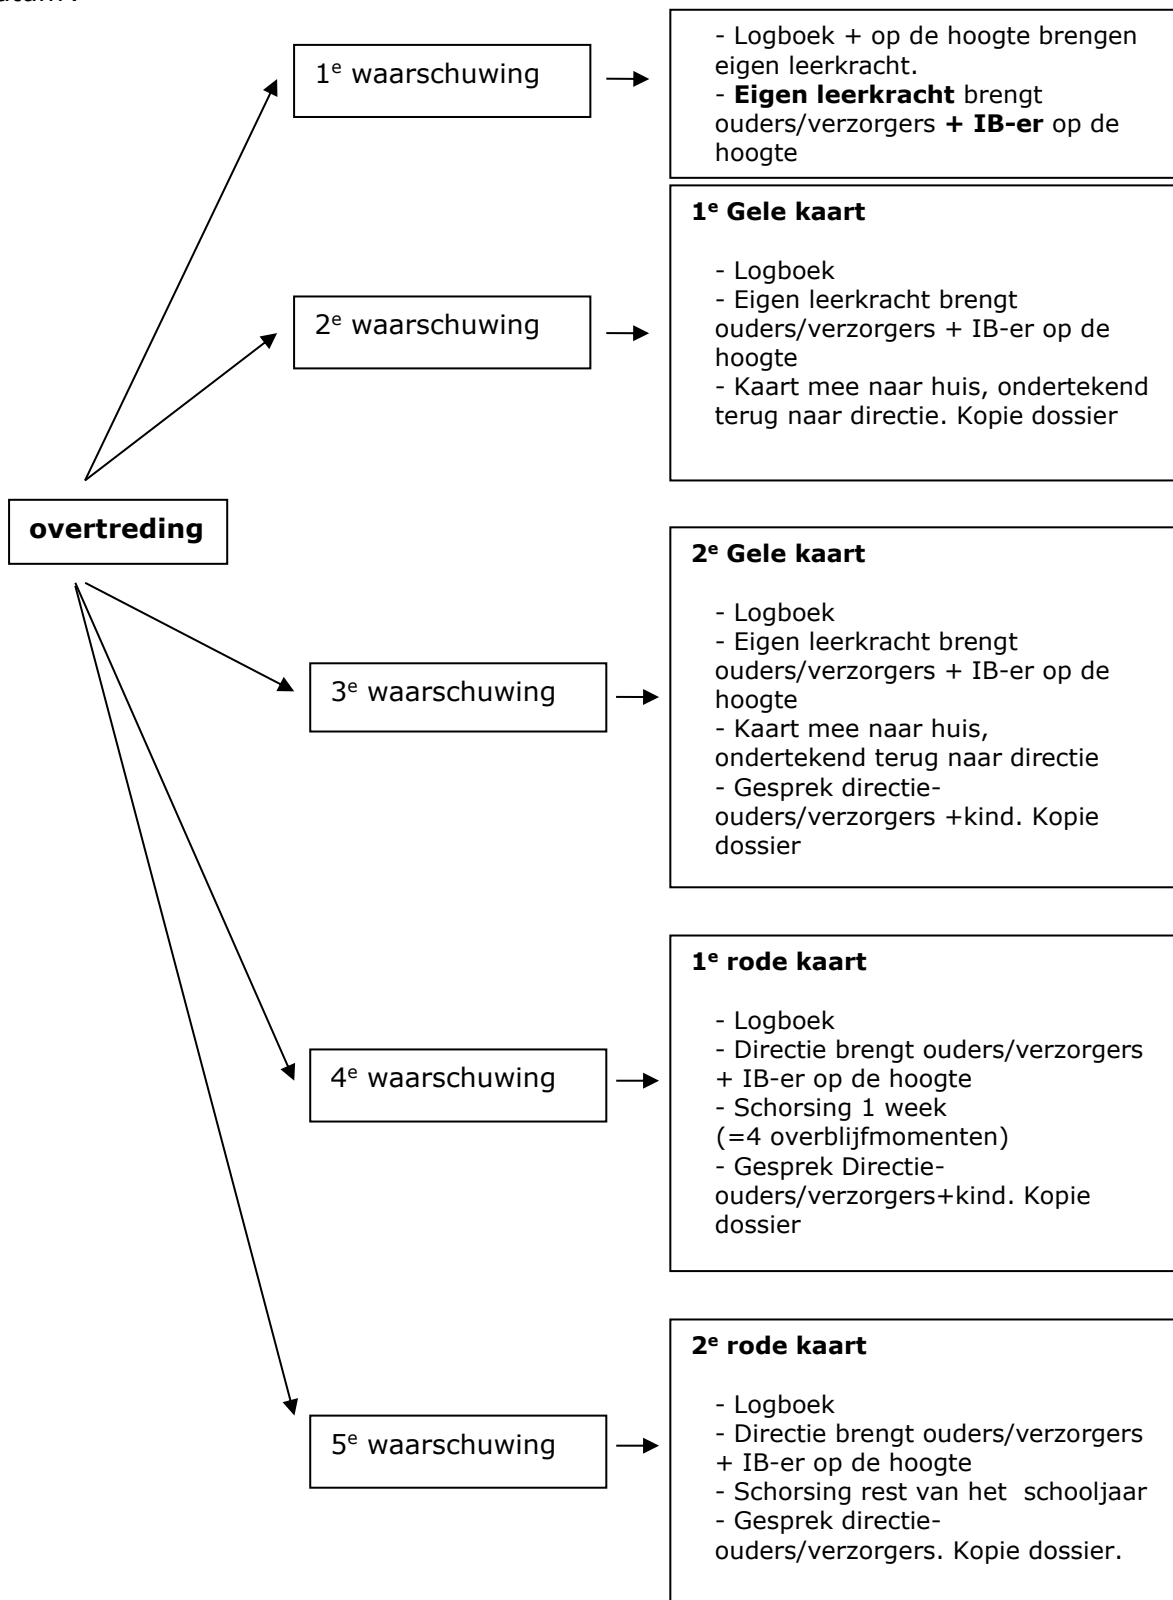 1e waarschuwing
- Logboek + op de hoogte brengen
eigen leerkracht.
- Eigen leerkracht brengt
ouders/verzorgers + IB-er op de
hoogte
2e waarschuwing
1e Gele kaart
- Logboek
- Eigen leerkracht brengt
ouders/verzorgers + IB-er op de
hoogte
- Kaart mee naar huis, ondertekend
terug naar directie. Kopie dossier
overtreding
3e waarschuwing
2e Gele kaart
- Logboek
- Eigen leerkracht brengt
ouders/verzorgers + IB-er op de
hoogte
- Kaart mee naar huis,
ondertekend terug naar directie
- Gesprek directie-
ouders/verzorgers +kind. Kopie
dossier
4e waarschuwing
1e rode kaart
- Logboek
- Directie brengt ouders/verzorgers
+ IB-er op de hoogte
- Schorsing 1 week
(=4 overblijfmomenten)
- Gesprek Directie-
ouders/verzorgers+kind. Kopie
dossier
5e waarschuwing
2e rode kaart
- Logboek
- Directie brengt ouders/verzorgers
+ IB-er op de hoogte
- Schorsing rest van het  schooljaar
- Gesprek directie-
ouders/verzorgers. Kopie dossier.